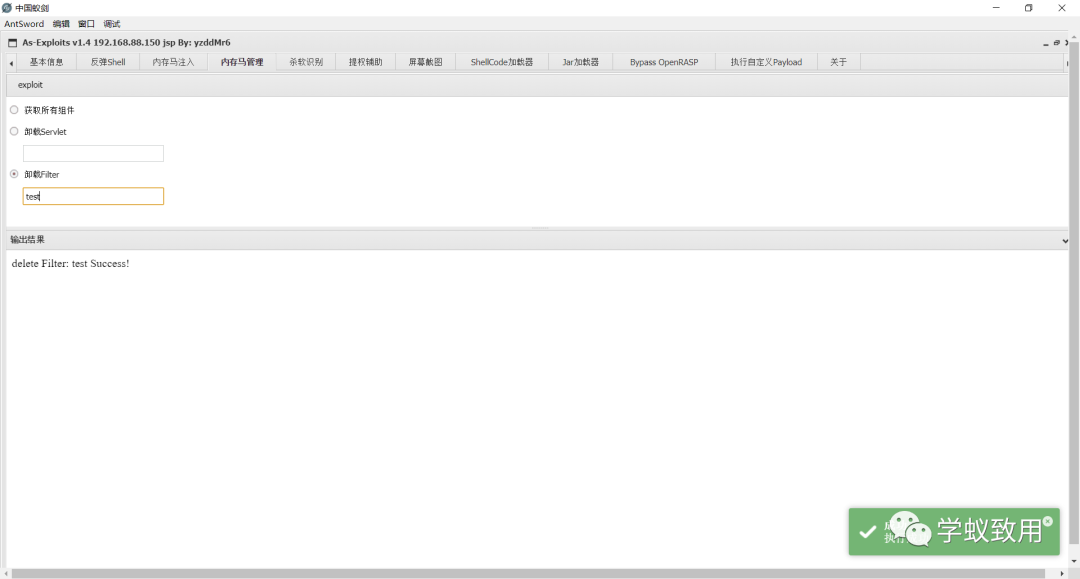 中国蚁剑
AntSword 编辑 窗口 调试
As-Exploits v1.4 192.168.88.150 jsp By: yzddMr6
基本信息 反弹Shell 内存马注入 内存马管理 杀软识别 提权辅助 屏幕截图 ShellCode加载器 Jar加载器 Bypass OpenRASP 执行自定义Payload 关于
exploit
获取所有组件
卸载Servlet
卸载Filter
test
输出结果
delete Filter: test Success!
学蚁致用
执行